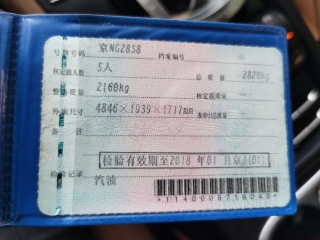 号牌号码 京NG2858 档案编号
核定载人数 5人 总质量 2820kg
整备质量 2160kg 核定载质量
外廓尺寸 4846×1939×1717mm 准牵引总质量
备注
检验有效期至2018年01月
检验记录 汽油